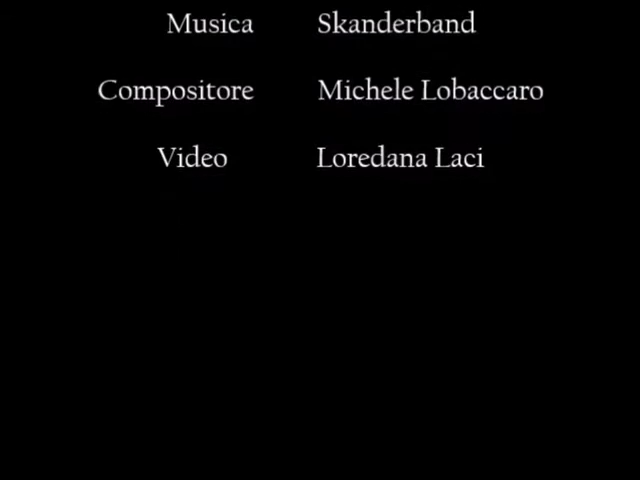 Musica Skanderband
Compositore Michele Lobaccaro
Video Loredana Laci